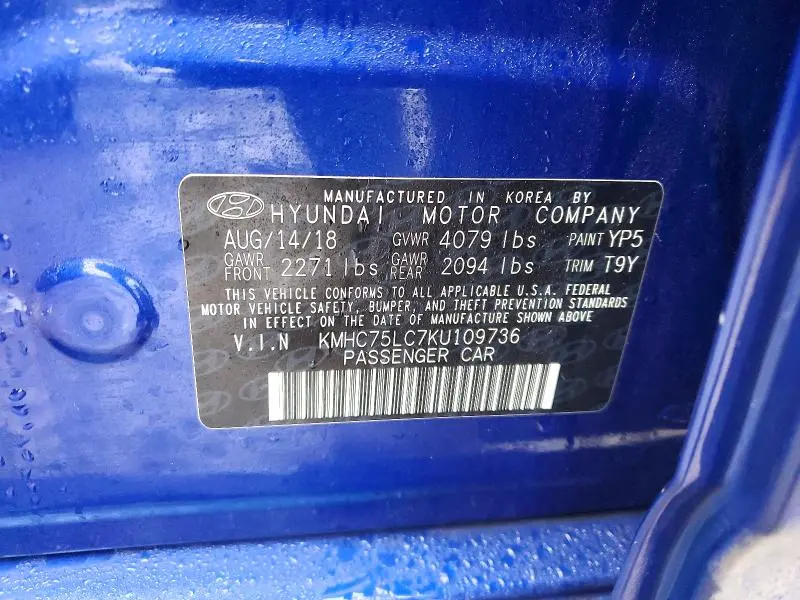 MANUFACTURED IN KOREA BY
HYUNDAI MOTOR COMPANY
AUG/14/18 GVWR 4079 lbs PAINT YP5
GAWR FRONT 2271 lbs GAWR REAR 2094 lbs TRIM T9Y
THIS VEHICLE CONFORMS TO ALL APPLICABLE U.S.A. FEDERAL
MOTOR VEHICLE SAFETY, BUMPER, AND THEFT PREVENTION STANDARDS
IN EFFECT ON THE DATE OF MANUFACTURE SHOWN ABOVE
V.I.N KMHC75LC7KU109736
PASSENGER CAR